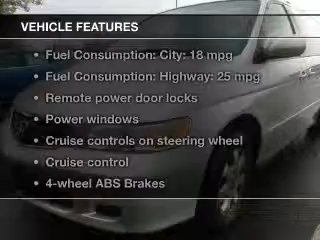 VEHICLE FEATURES
• Fuel Consumption: City: 18 mpg
• Fuel Consumption: Highway: 25 mpg
• Remote power door locks
• Power windows
• Cruise controls on steering wheel
• Cruise control
• 4-wheel ABS Brakes